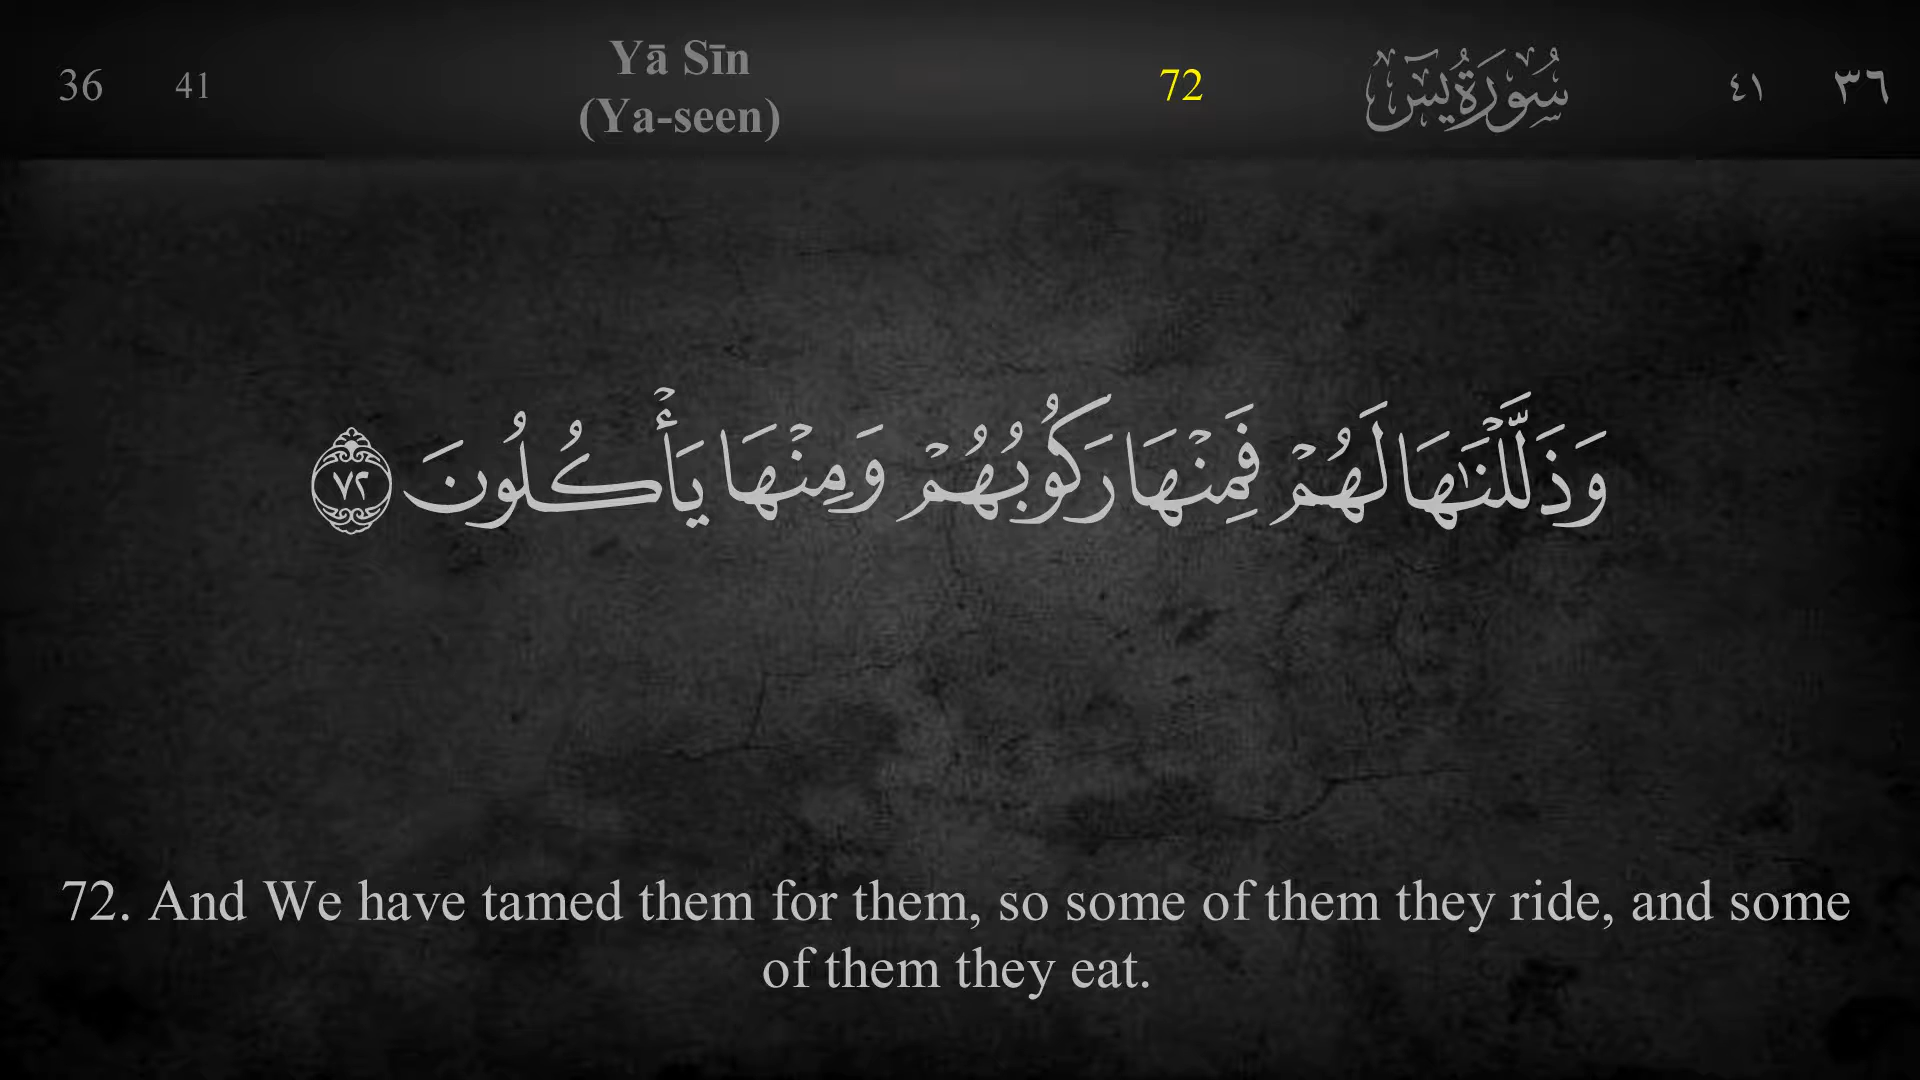 36 41 Yā Sīn 72 سُورَةُ يسٓ ٤١ ٣٦
(Ya-seen)
وَذَلَّلْنَٰهَا لَهُمْ فَمِنْهَا رَكُوبُهُمْ وَمِنْهَا يَأْكُلُونَ ٧٢
72. And We have tamed them for them, so some of them they ride, and some
of them they eat.